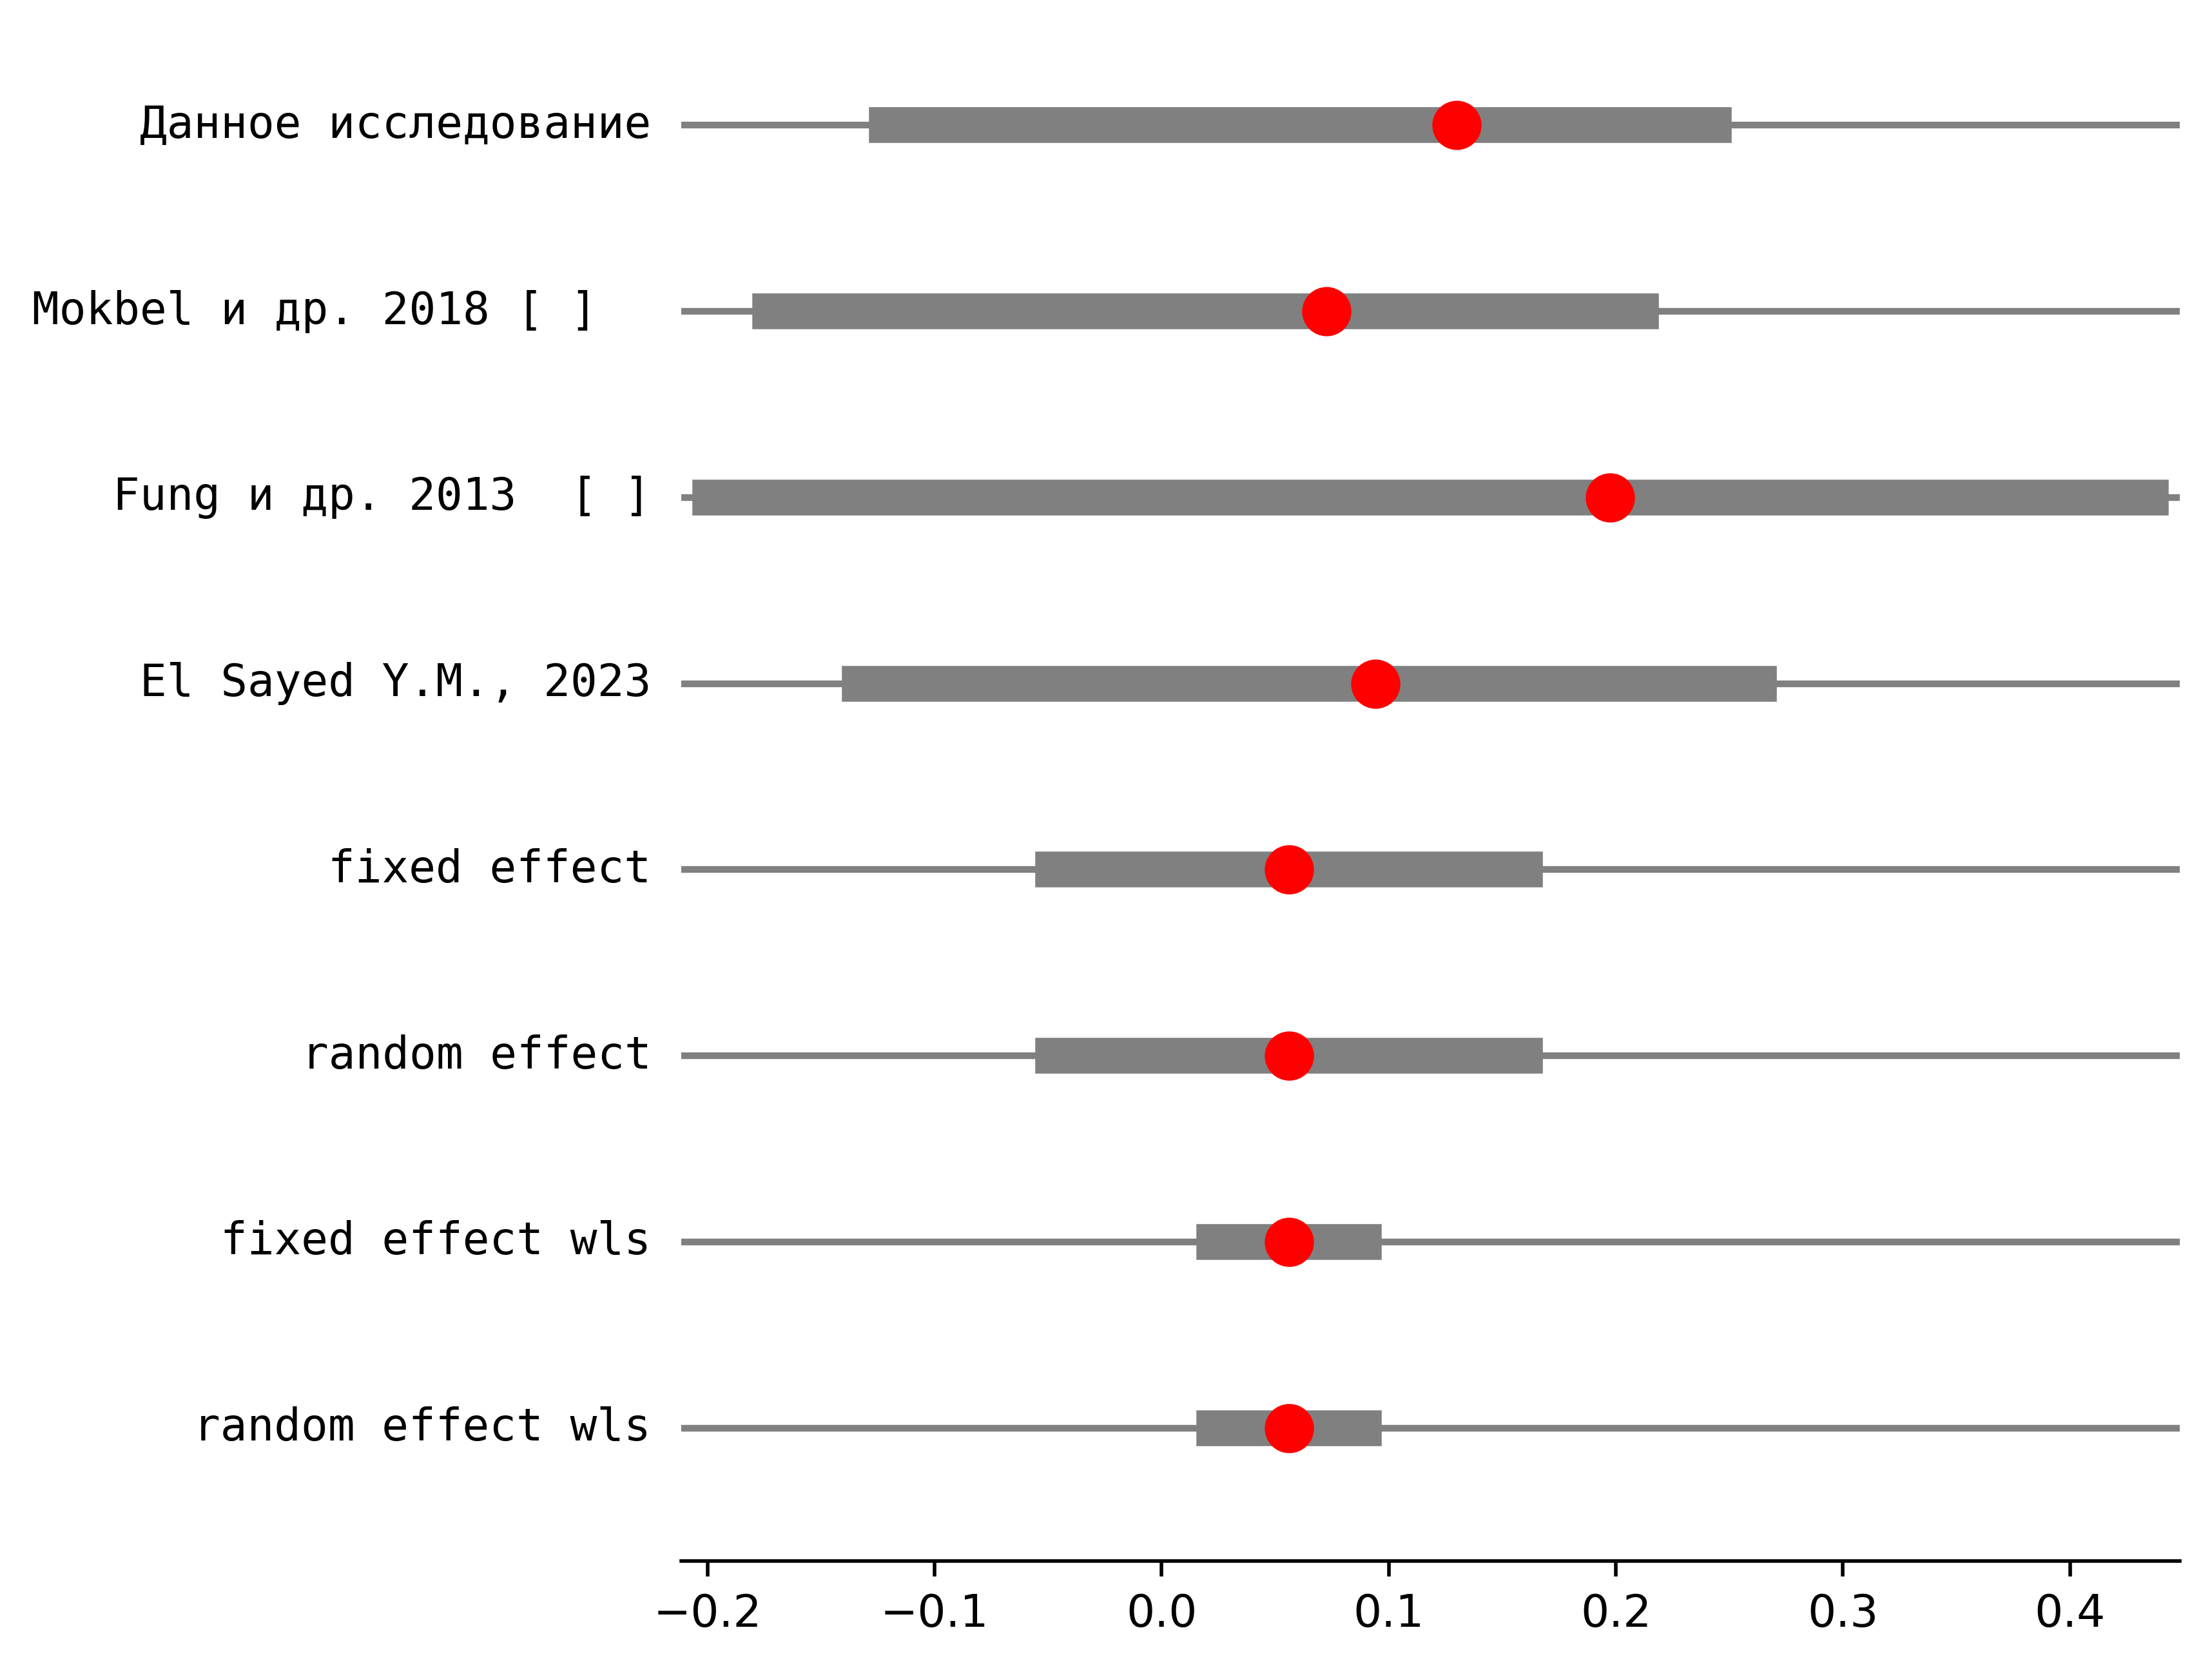 Данное исследование
Mokbel и др. 2018 [ ]
Fung и др. 2013  [ ]
El Sayed Y.M., 2023
fixed effect
random effect
fixed effect wls
random effect wls
−0.2 −0.1 0.0 0.1 0.2 0.3 0.4